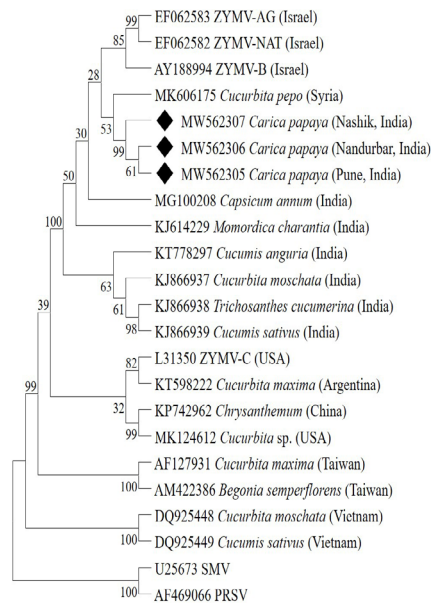 99
EF062583 ZYMV-AG (Israel)
85
EF062582 ZYMV-NAT (Israel)
AY188994 ZYMV-B (Israel)
28
MK606175 Cucurbita pepo (Syria)
53
MW562307 Carica papaya (Nashik, India)
30
99
MW562306 Carica papaya (Nandurbar, India)
61
MW562305 Carica papaya (Pune, India)
50
MG100208 Capsicum annum (India)
100
KJ614229 Momordica charantia (India)
KT778297 Cucumis anguria (India)
63
KJ866937 Cucurbita moschata (India)
61
KJ866938 Trichosanthes cucumerina (India)
39
98
KJ866939 Cucumis sativus (India)
82
L31350 ZYMV-C (USA)
KT598222 Cucurbita maxima (Argentina)
99
32
KP742962 Chrysanthemum (China)
99
MK124612 Cucurbita sp. (USA)
AF127931 Cucurbita maxima (Taiwan)
100
AM422386 Begonia semperflorens (Taiwan)
DQ925448 Cucurbita moschata (Vietnam)
100
DQ925449 Cucumis sativus (Vietnam)
U25673 SMV
100
AF469066 PRSV